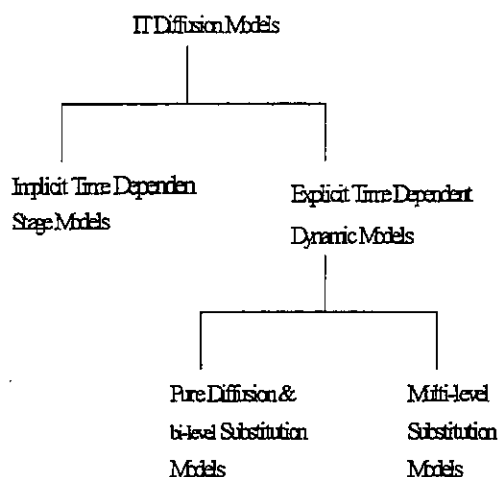 IT Diffusion Models
Implicit Time Dependen
Stage Models
Explicit Time Dependent
Dynamic Models
Pure Diffusion &
bi-level Substitution
Models
Multi-level
Substitution
Models